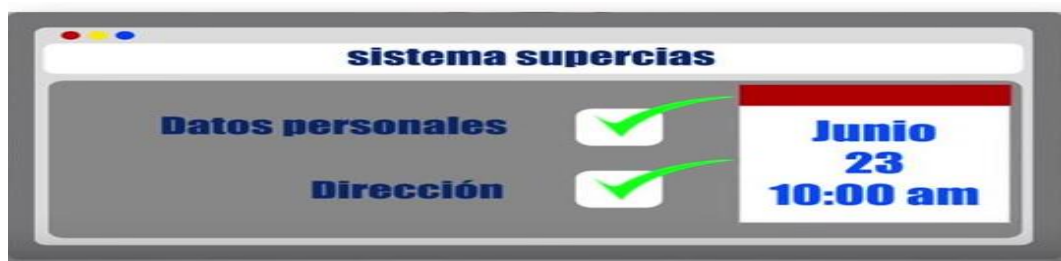 sistema supercias
Datos personales
Dirección
Junio
23
10:00 am